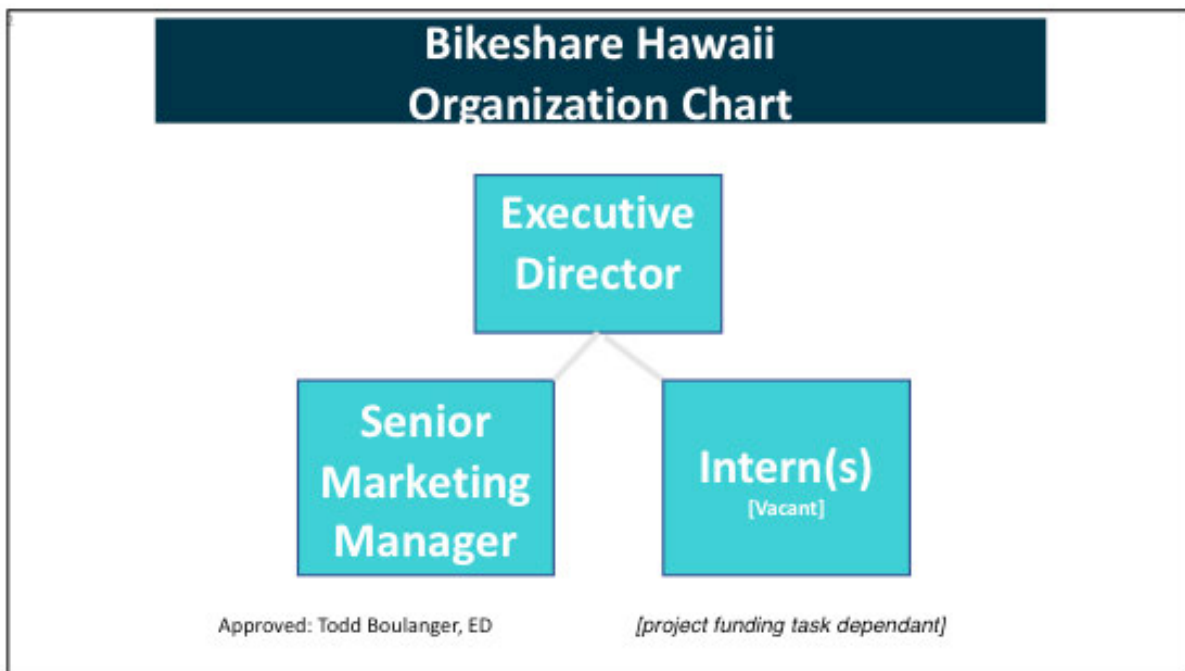 Bikeshare Hawaii
Organization Chart
Executive
Director
Senior
Marketing
Manager
Intern(s)
[Vacant]
Approved: Todd Boulanger, ED
[project funding task dependant]